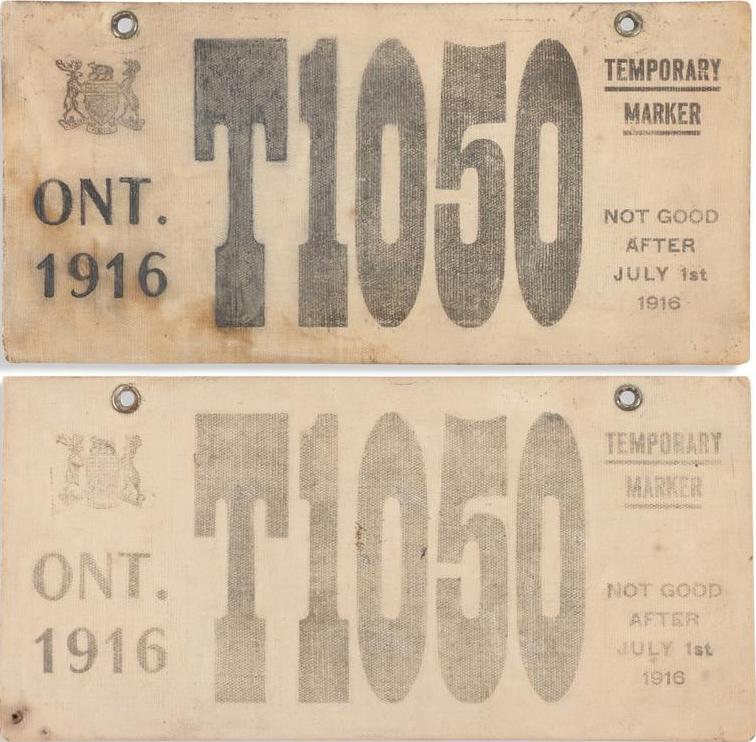 T1050
ONT.
1916
TEMPORARY
MARKER
NOT GOOD
AFTER
JULY 1st
1916
T1050
ONT.
1916
TEMPORARY
MARKER
NOT GOOD
AFTER
JULY 1st
1916